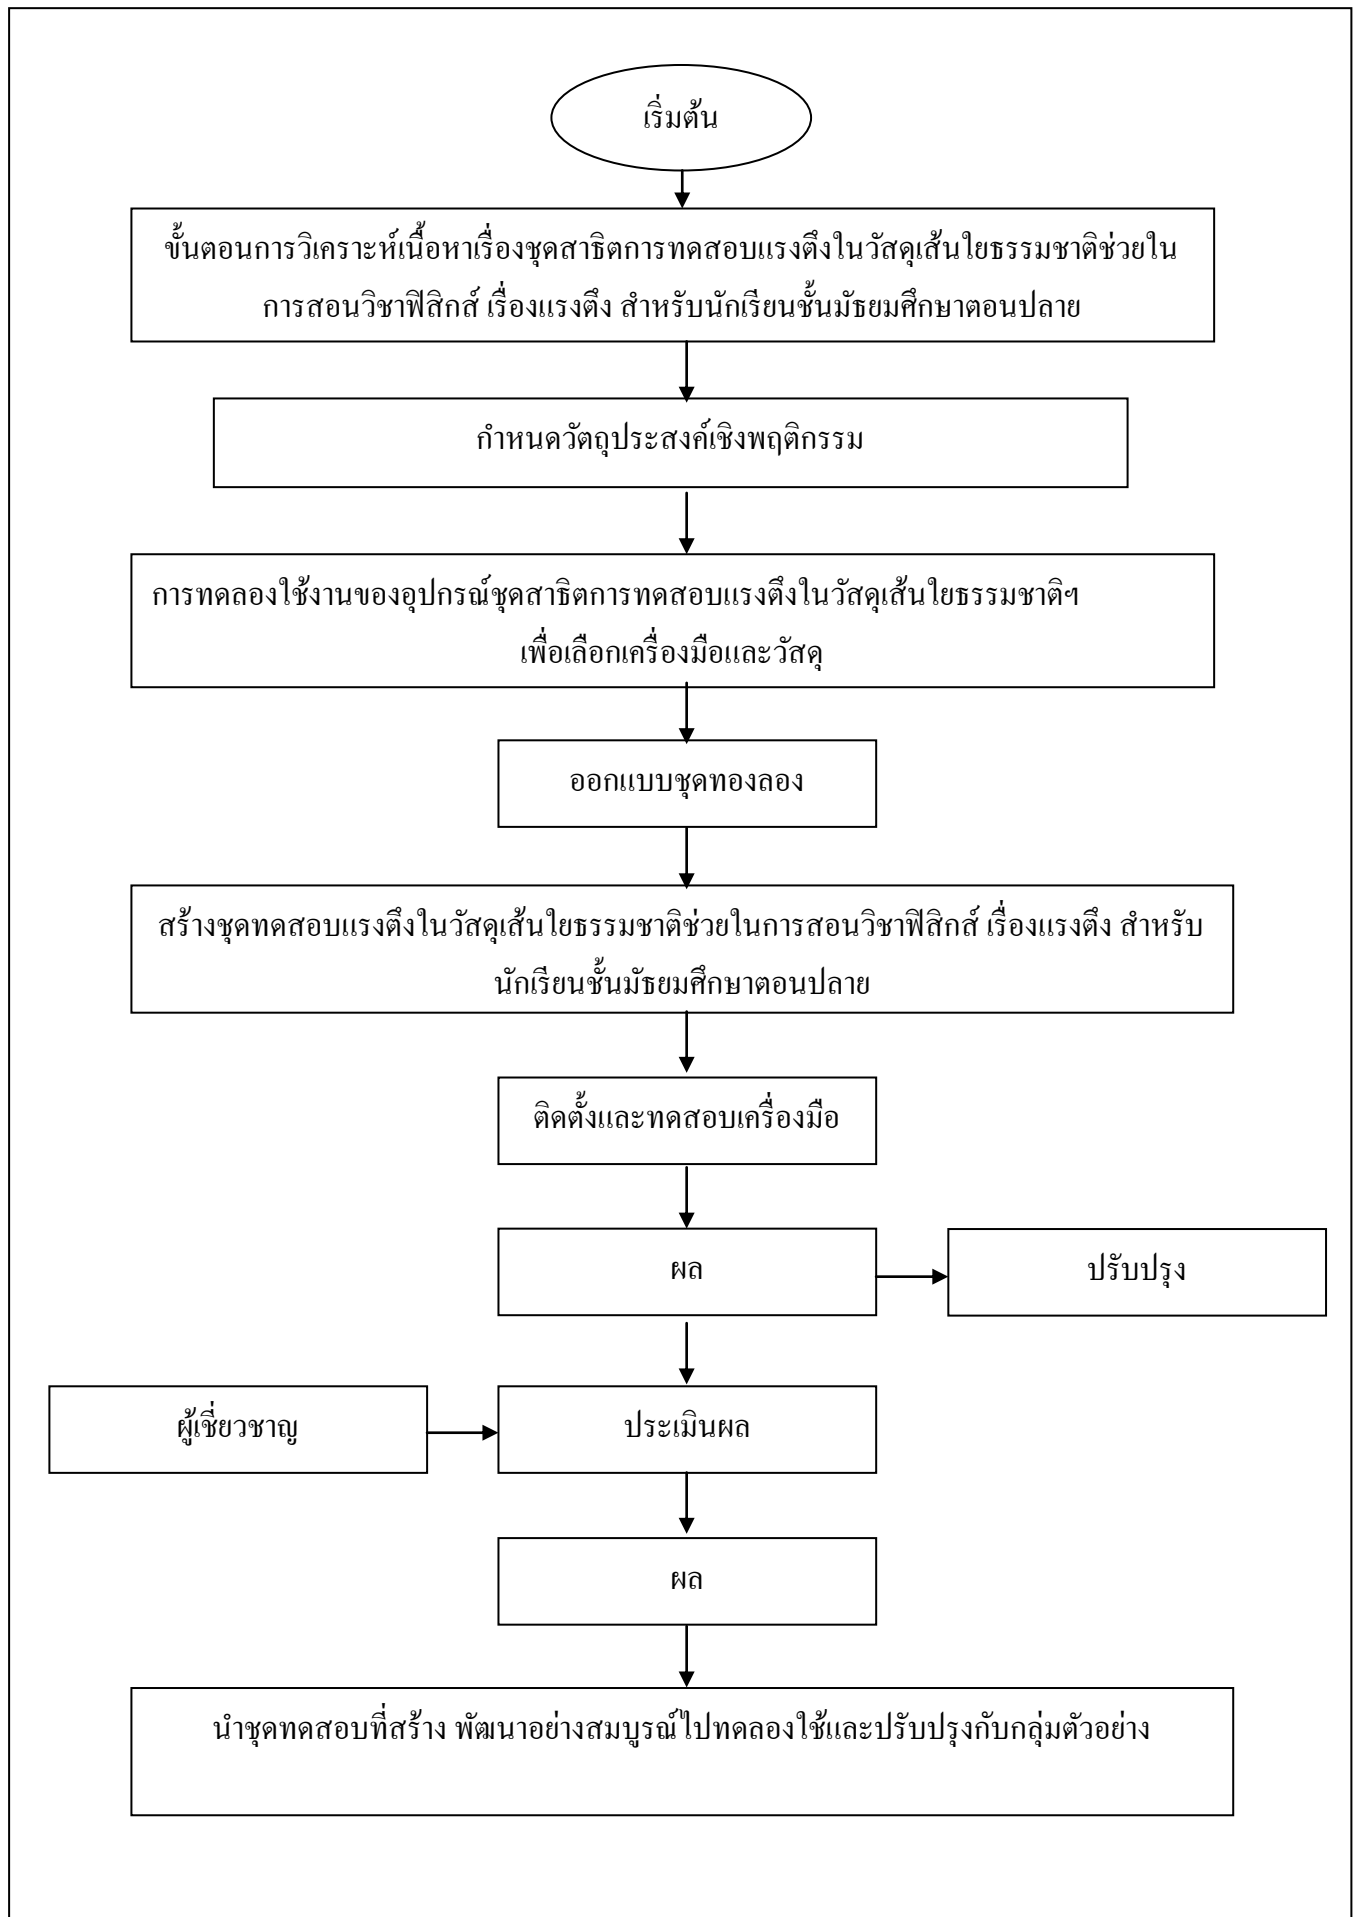 เริ่มต้น
ขั้นตอนการวิเคราะห์เนื้อหาเรื่องชุดสาธิตการทดสอบแรงตึงในวัสดุเส้นใยธรรมชาติช่วยใน
การสอนวิชาฟิสิกส์ เรื่องแรงตึง สำหรับนักเรียนชั้นมัธยมศึกษาตอนปลาย
กำหนดวัตถุประสงค์เชิงพฤติกรรม
การทดลองใช้งานของอุปกรณ์ชุดสาธิตการทดสอบแรงตึงในวัสดุเส้นใยธรรมชาติฯ
เพื่อเลือกเครื่องมือและวัสดุ
ออกแบบชุดทองลอง
สร้างชุดทดสอบแรงตึงในวัสดุเส้นใยธรรมชาติช่วยในการสอนวิชาฟิสิกส์ เรื่องแรงตึง สำหรับ
นักเรียนชั้นมัธยมศึกษาตอนปลาย
ติดตั้งและทดสอบเครื่องมือ
ผล
ปรับปรุง
ผู้เชี่ยวชาญ
ประเมินผล
ผล
นำชุดทดสอบที่สร้าง พัฒนาอย่างสมบูรณ์ไปทดลองใช้และปรับปรุงกับกลุ่มตัวอย่าง